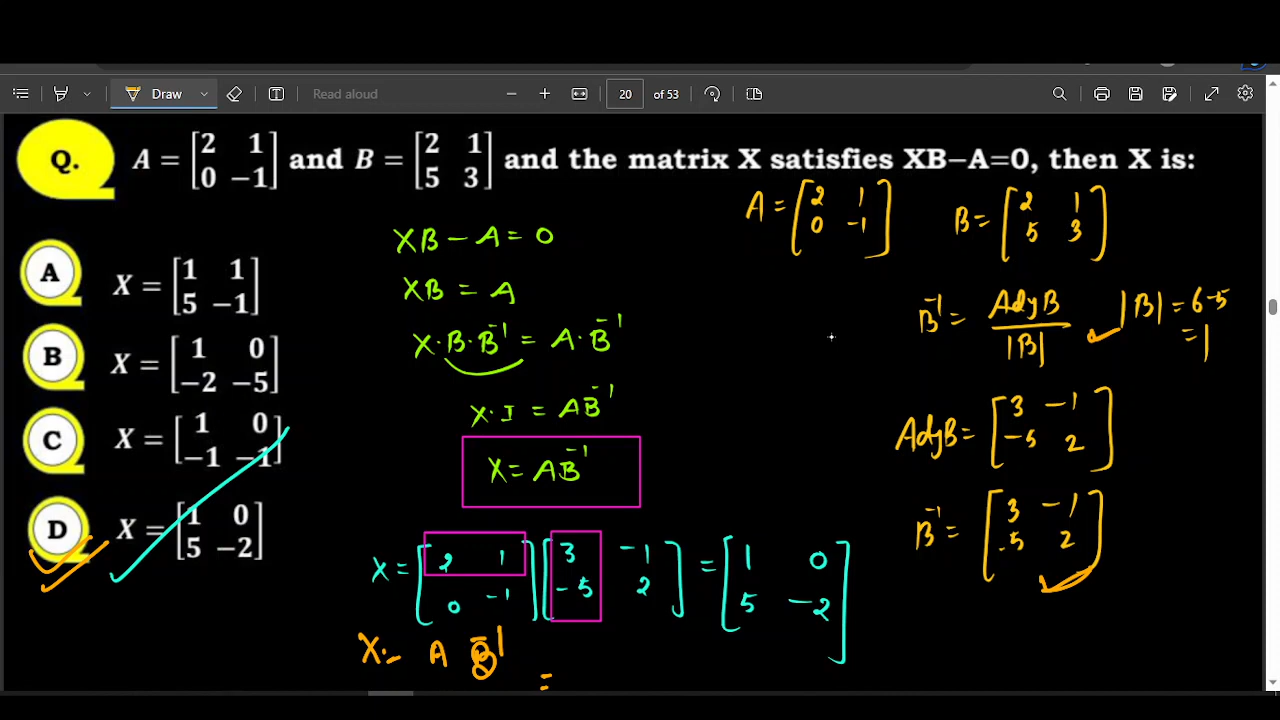 Draw
Read aloud
20 of 53
Q. A = [2 1; 0 −1] and B = [2 1; 5 3] and the matrix X satisfies XB−A=0, then X is:
A X = [1 1; 5 −1]
B X = [1 0; −2 −5]
C X = [1 0; −1 −1]
D X = [1 0; 5 −2]
XB − A = 0
XB = A
X·B·B⁻¹ = A·B⁻¹
X·I = AB⁻¹
X = AB⁻¹
X = [2 1; 0 −1] [3 −1; −5 2] = [1 0; 5 −2]
X = A B⁻¹
=
A = [2 1; 0 −1] B = [2 1; 5 3]
B⁻¹ = AdyB / |B| |B| = 6−5
= 1
AdyB = [3 −1; −5 2]
B⁻¹ = [3 −1; -5 2]